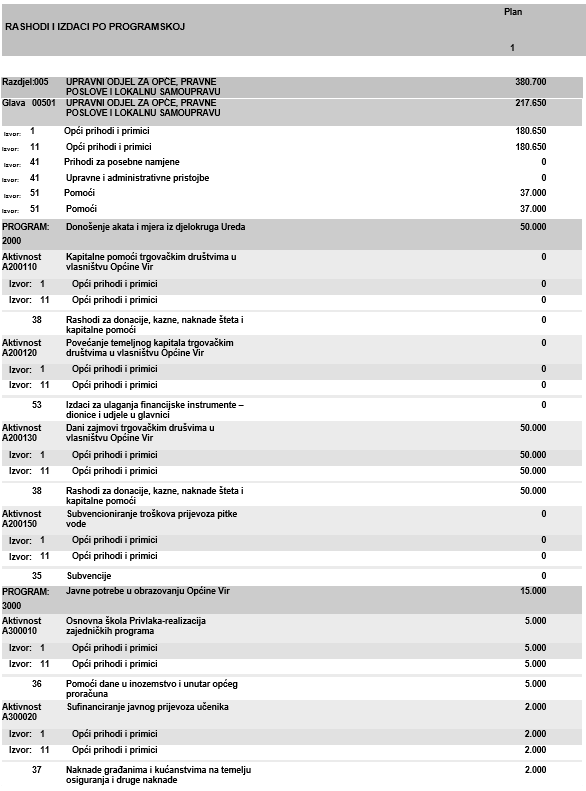 Plan
RASHODI I IZDACI PO PROGRAMSKOJ
1
Razdjel:005 UPRAVNI ODJEL ZA OPĆE, PRAVNE 380.700
POSLOVE I LOKALNU SAMOUPRAVU
Glava 00501 UPRAVNI ODJEL ZA OPĆE, PRAVNE 217.650
POSLOVE I LOKALNU SAMOUPRAVU
Izvor: 1 Opći prihodi i primici 180.650
Izvor: 11 Opći prihodi i primici 180.650
Izvor: 41 Prihodi za posebne namjene 0
Izvor: 41 Upravne i administrativne pristojbe 0
Izvor: 51 Pomoći 37.000
Izvor: 51 Pomoći 37.000
PROGRAM: Donošenje akata i mjera iz djelokruga Ureda 50.000
2000
Aktivnost Kapitalne pomoći trgovačkim društvima u 0
A200110 vlasništvu Općine Vir
Izvor: 1 Opći prihodi i primici 0
Izvor: 11 Opći prihodi i primici 0
38 Rashodi za donacije, kazne, naknade šteta i 0
kapitalne pomoći
Aktivnost Povećanje temeljnog kapitala trgovačkim 0
A200120 društvima u vlasništvu Općine Vir
Izvor: 1 Opći prihodi i primici 0
Izvor: 11 Opći prihodi i primici 0
53 Izdaci za ulaganja financijske instrumente – 0
dionice i udjele u glavnici
Aktivnost Dani zajmovi trgovačkim drušvima u 50.000
A200130 vlasništvu Općine Vir
Izvor: 1 Opći prihodi i primici 50.000
Izvor: 11 Opći prihodi i primici 50.000
38 Rashodi za donacije, kazne, naknade šteta i 50.000
kapitalne pomoći
Aktivnost Subvencioniranje troškova prijevoza pitke 0
A200150 vode
Izvor: 1 Opći prihodi i primici 0
Izvor: 11 Opći prihodi i primici 0
35 Subvencije 0
PROGRAM: Javne potrebe u obrazovanju Općine Vir 15.000
3000
Aktivnost Osnovna škola Privlaka-realizacija 5.000
A300010 zajedničkih programa
Izvor: 1 Opći prihodi i primici 5.000
Izvor: 11 Opći prihodi i primici 5.000
36 Pomoći dane u inozemstvo i unutar općeg 5.000
proračuna
Aktivnost Sufinanciranje javnog prijevoza učenika 2.000
A300020
Izvor: 1 Opći prihodi i primici 2.000
Izvor: 11 Opći prihodi i primici 2.000
37 Naknade građanima i kućanstvima na temelju 2.000
osiguranja i druge naknade